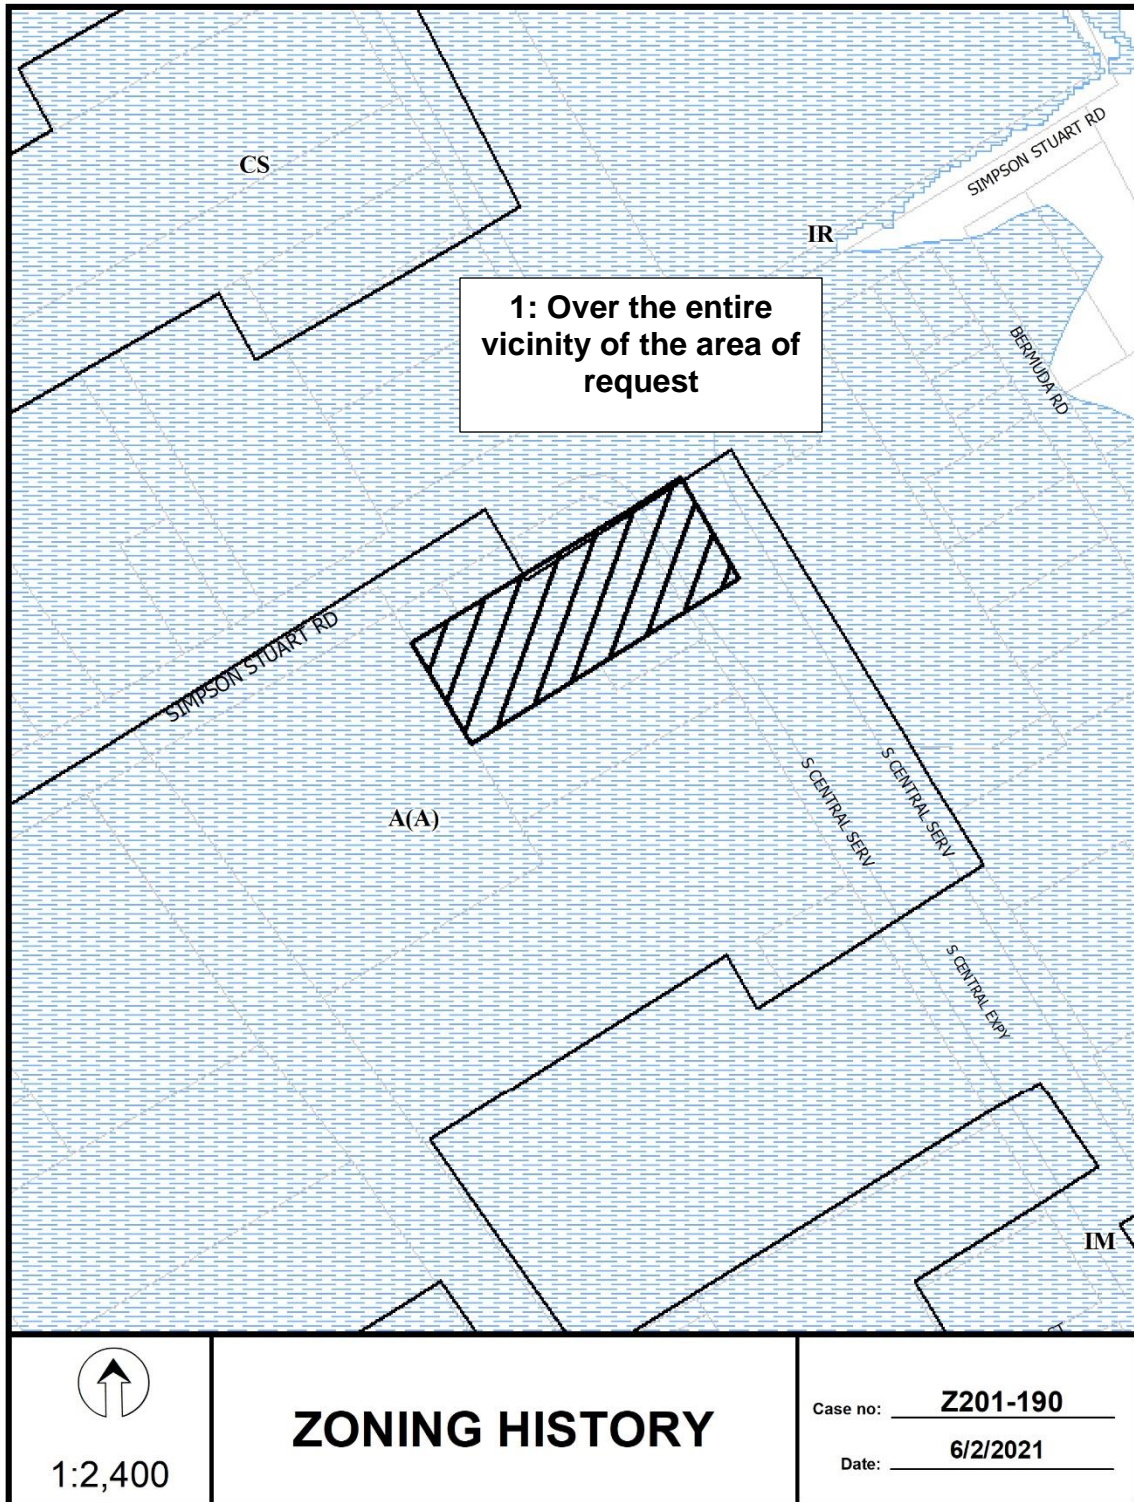 CS
SIMPSON STUART RD
IR
1: Over the entire
vicinity of the area of
request
BERMUDA RD
SIMPSON STUART RD
S CENTRAL SERV
S CENTRAL SERV
A(A)
S CENTRAL EXPY
IM
1:2,400
ZONING HISTORY
Case no: Z201-190
Date: 6/2/2021